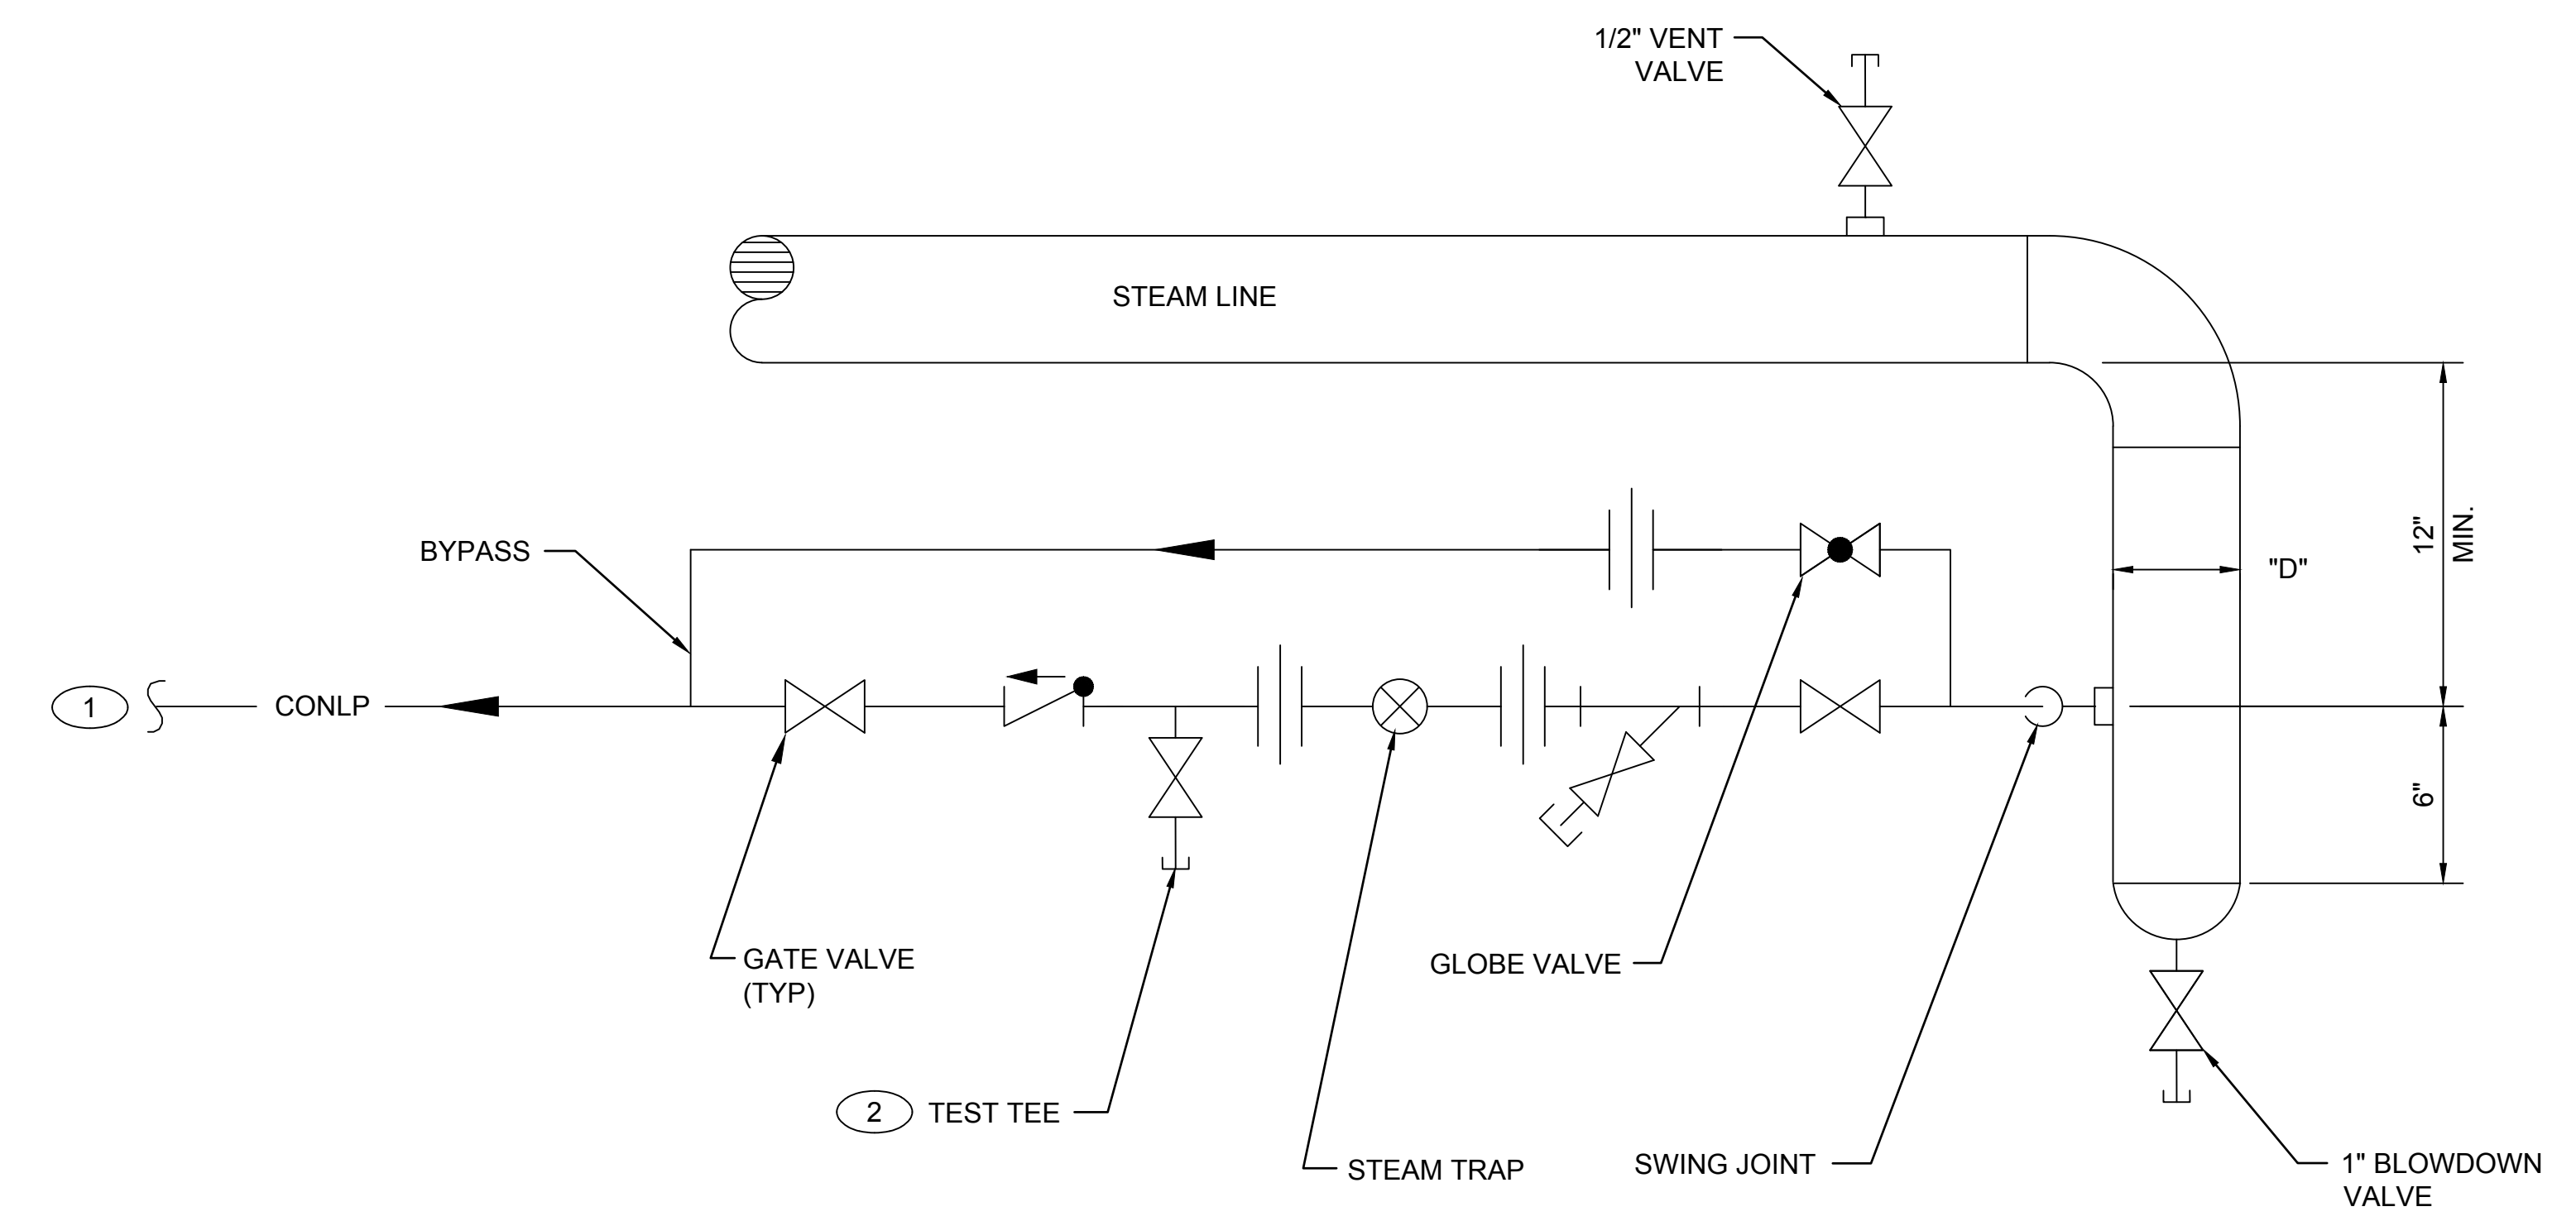 1/2" VENT
VALVE
STEAM LINE
BYPASS
12"
MIN.
"D"
1
CONLP
6"
GATE VALVE
(TYP)
GLOBE VALVE
2 TEST TEE
STEAM TRAP
SWING JOINT
1" BLOWDOWN
VALVE